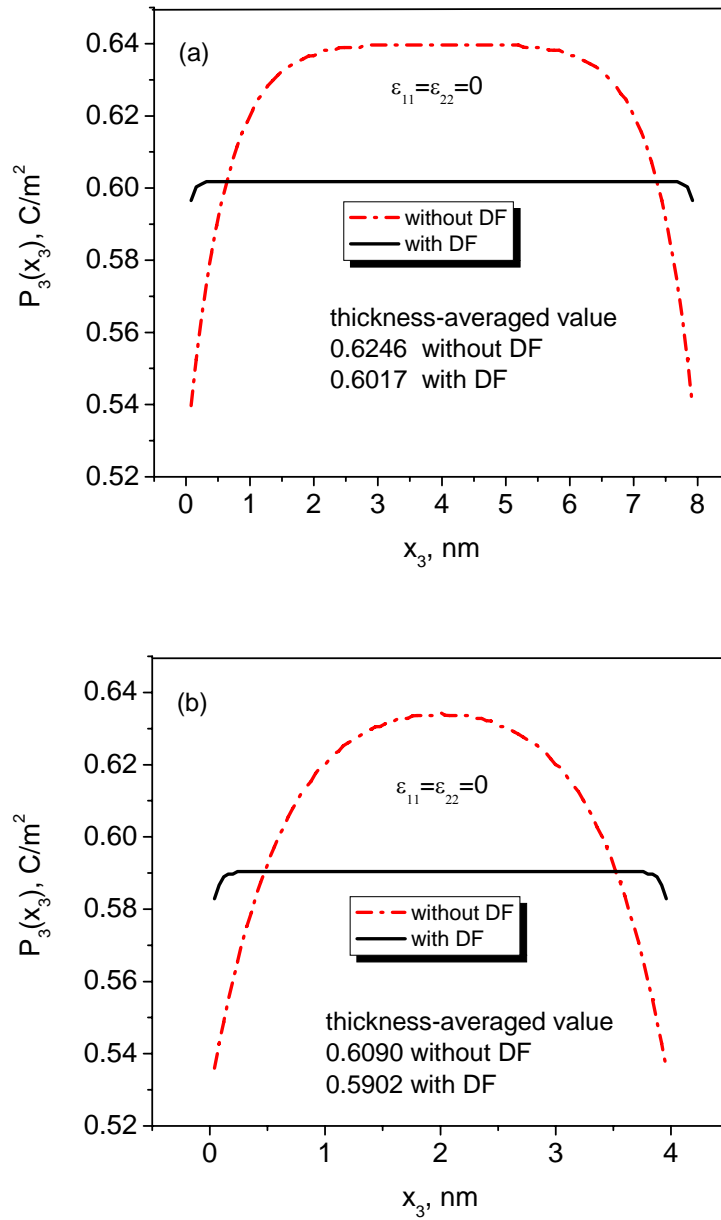 (a)
ε₁₁=ε₂₂=0
without DF
with DF
thickness-averaged value
0.6246 without DF
0.6017 with DF
P₃(x₃), C/m²
0.64
0.62
0.60
0.58
0.56
0.54
0.52
0 1 2 3 4 5 6 7 8
x₃, nm
(b)
ε₁₁=ε₂₂=0
without DF
with DF
thickness-averaged value
0.6090 without DF
0.5902 with DF
P₃(x₃), C/m²
0.64
0.62
0.60
0.58
0.56
0.54
0.52
0 1 2 3 4
x₃, nm